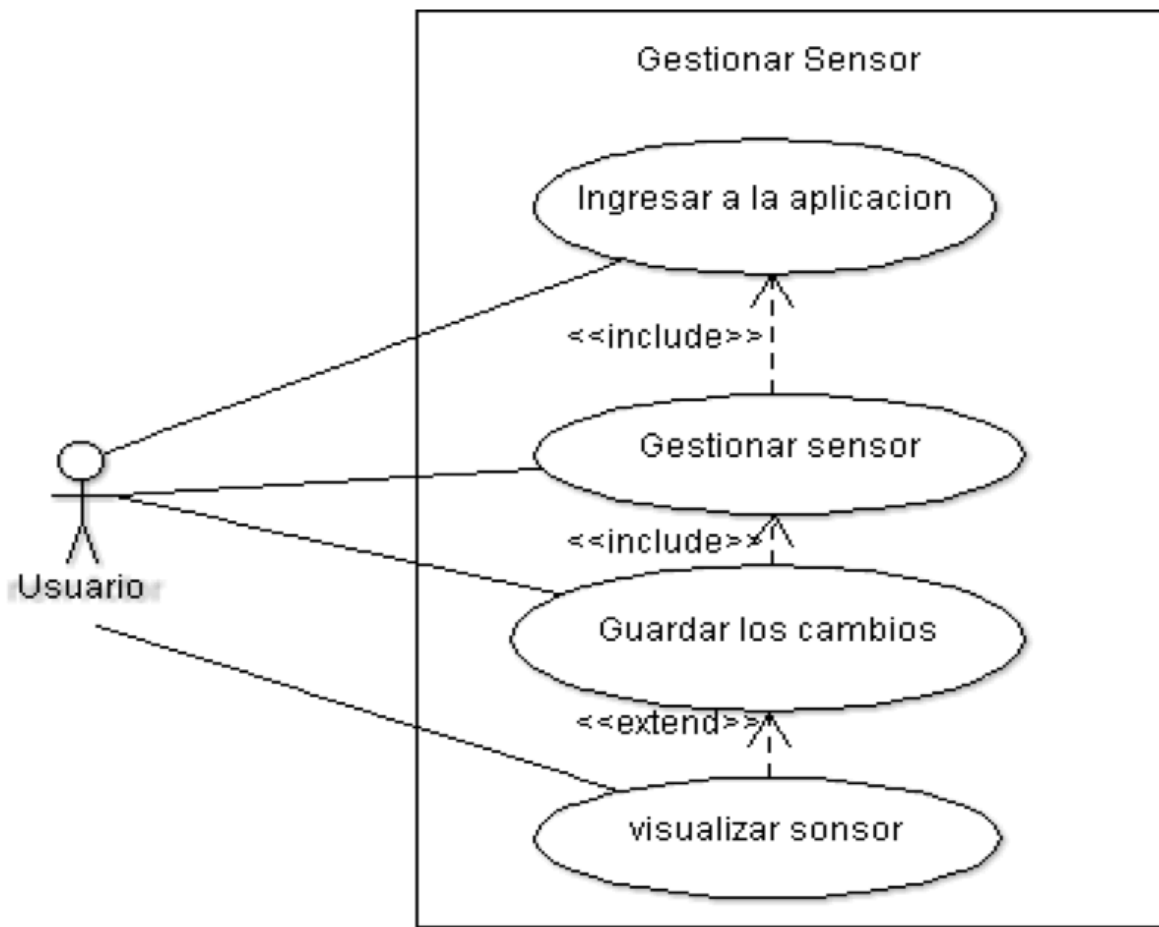 Gestionar Sensor
Ingresar a la aplicacion
<<include>>
Gestionar sensor
<<include>>
Usuario
Guardar los cambios
<<extend>>
visualizar sonsor